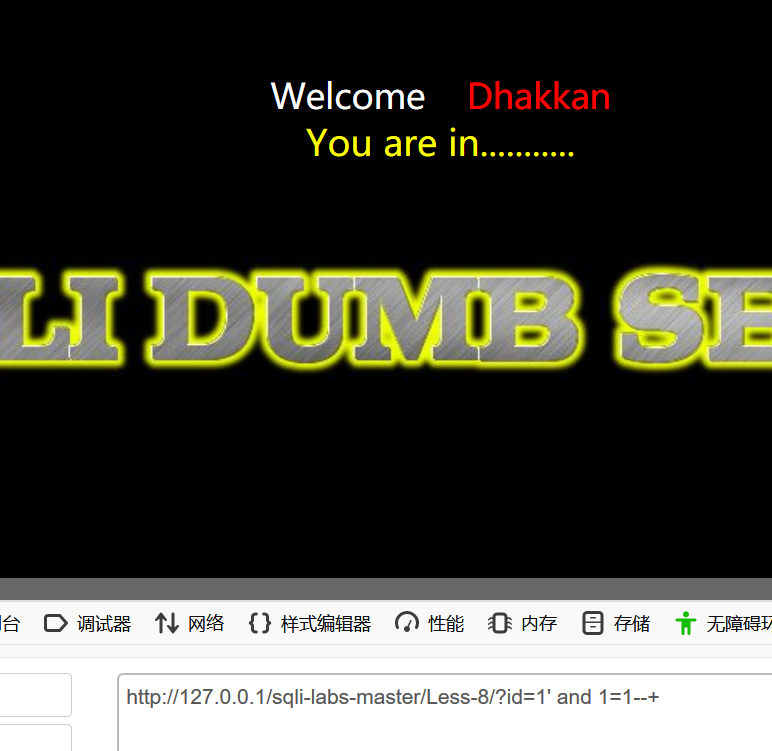 Welcome Dhakkan
You are in...........
LI DUMB SE
台 调试器 网络 样式编辑器 性能 内存 存储 无障碍环
http://127.0.0.1/sqli-labs-master/Less-8/?id=1' and 1=1--+